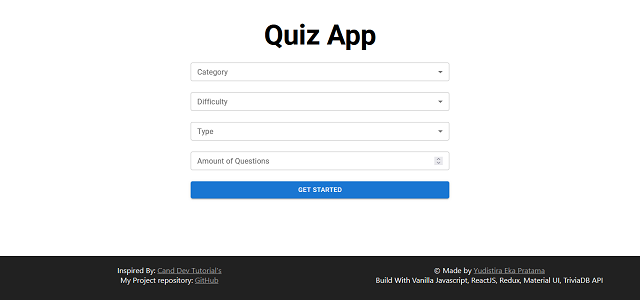 Quiz App
Category
Difficulty
Type
Amount of Questions
GET STARTED
Inspired By: Cand Dev Tutorial's
My Project repository: GitHub
© Made by Yudistira Eka Pratama
Build With Vanilla Javascript, ReactJS, Redux, Material UI, TriviaDB API